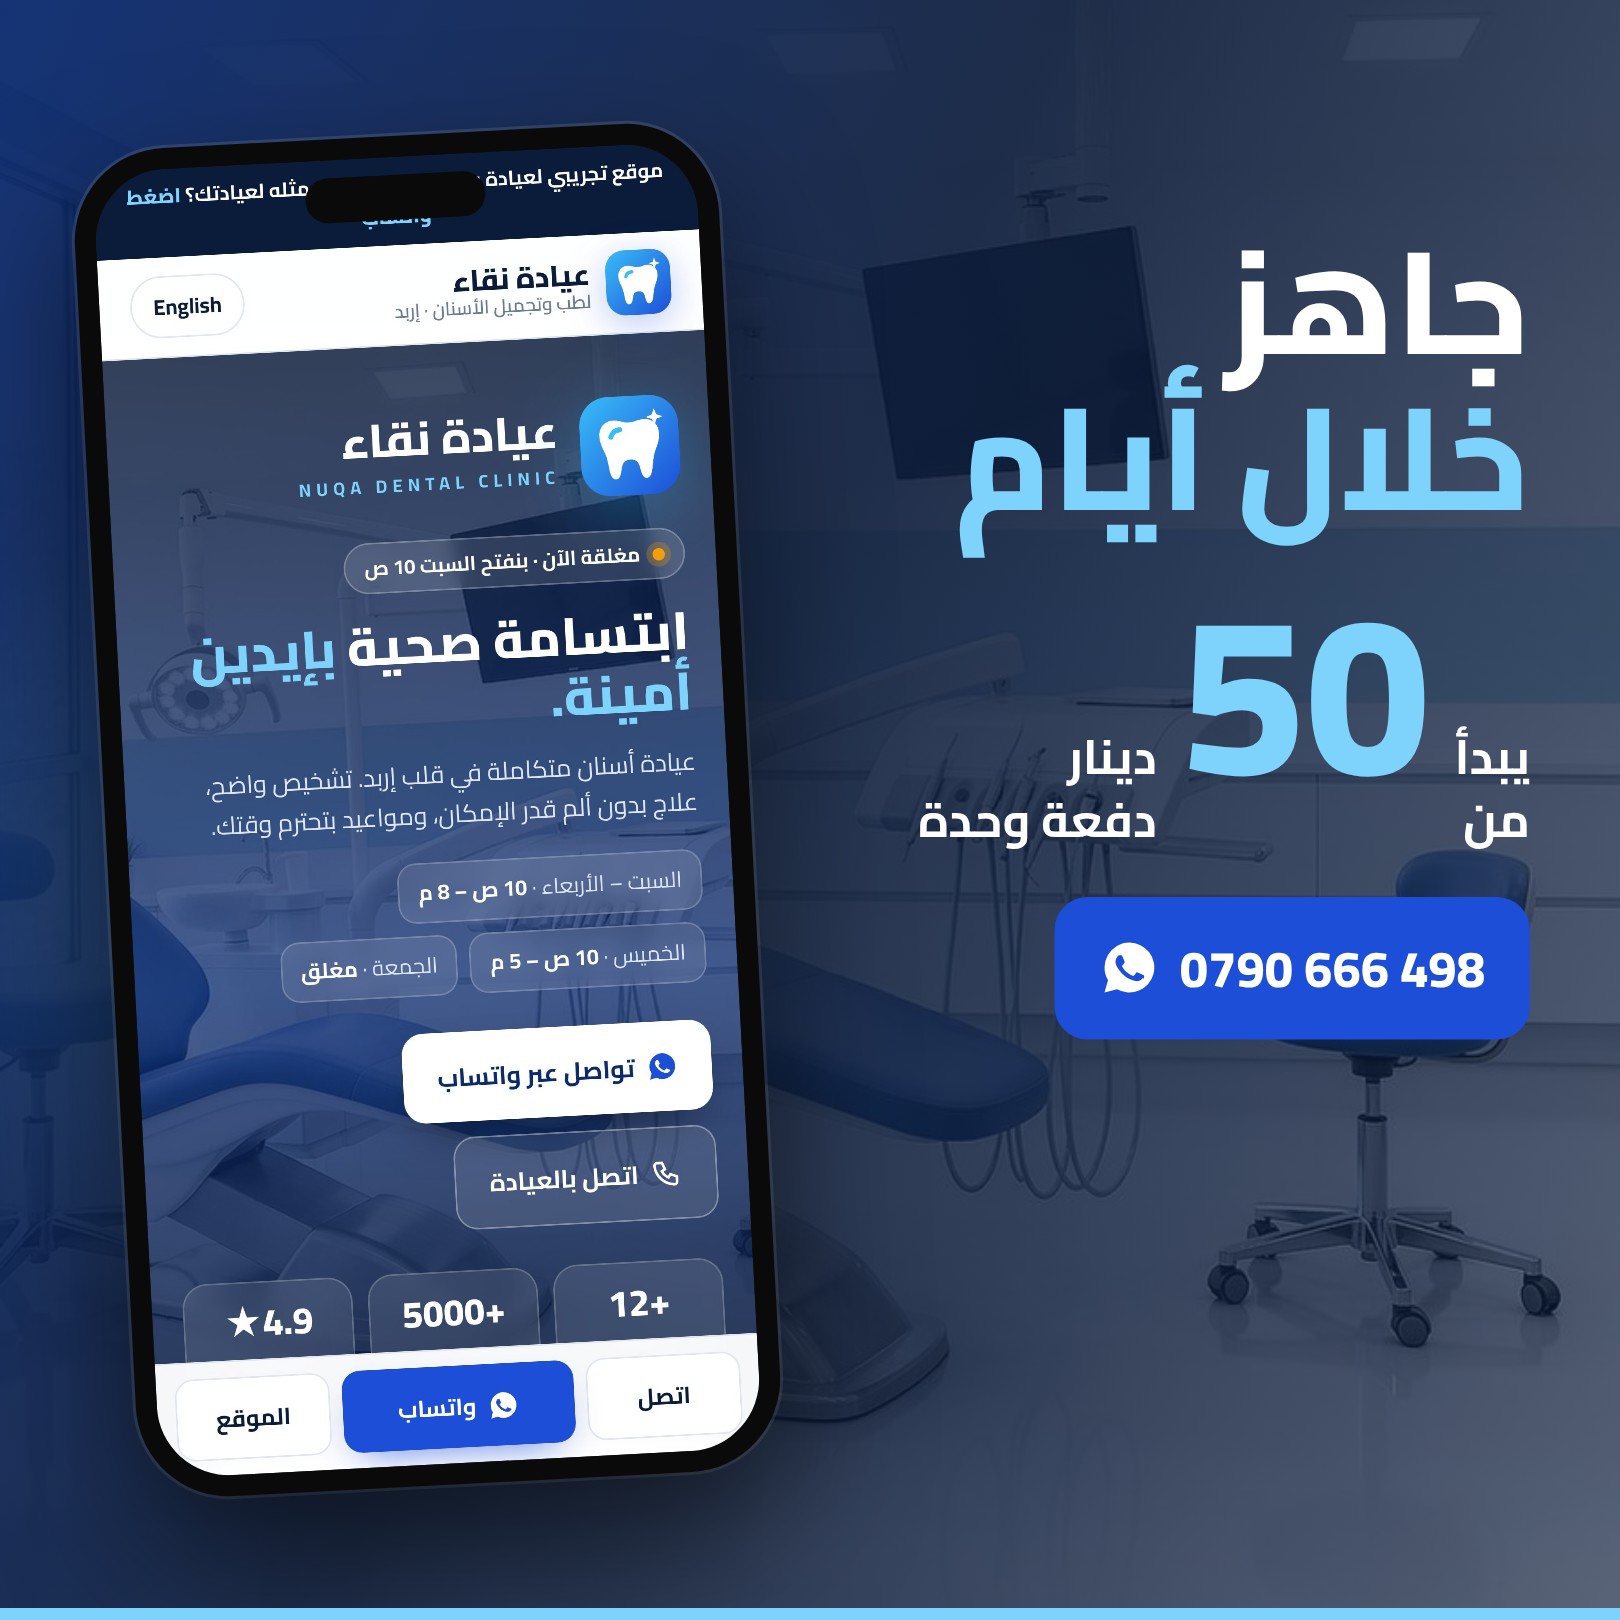 جاهز
خلال أيام
يبدأ من
50
دينار
دفعة وحدة
0790 666 498
موقع تجريبي لعيادة
مثله لعيادتك؟ اضغط
واتساب
عيادة نقاء
لطب وتجميل الأسنان · إربد
English
عيادة نقاء
NUQA DENTAL CLINIC
مغلقة الآن · بنفتح السبت 10 ص
إبتسامة صحية بإيدين
أمينة.
عيادة أسنان متكاملة في قلب إربد. تشخيص واضح،
علاج بدون ألم قدر الإمكان، ومواعيد بتحترم وقتك.
السبت – الأربعاء · 10 ص – 8 م
الخميس · 10 ص – 5 م
الجمعة · مغلق
تواصل عبر واتساب
اتصل بالعيادة
12+
5000+
4.9★
اتصل
واتساب
الموقع